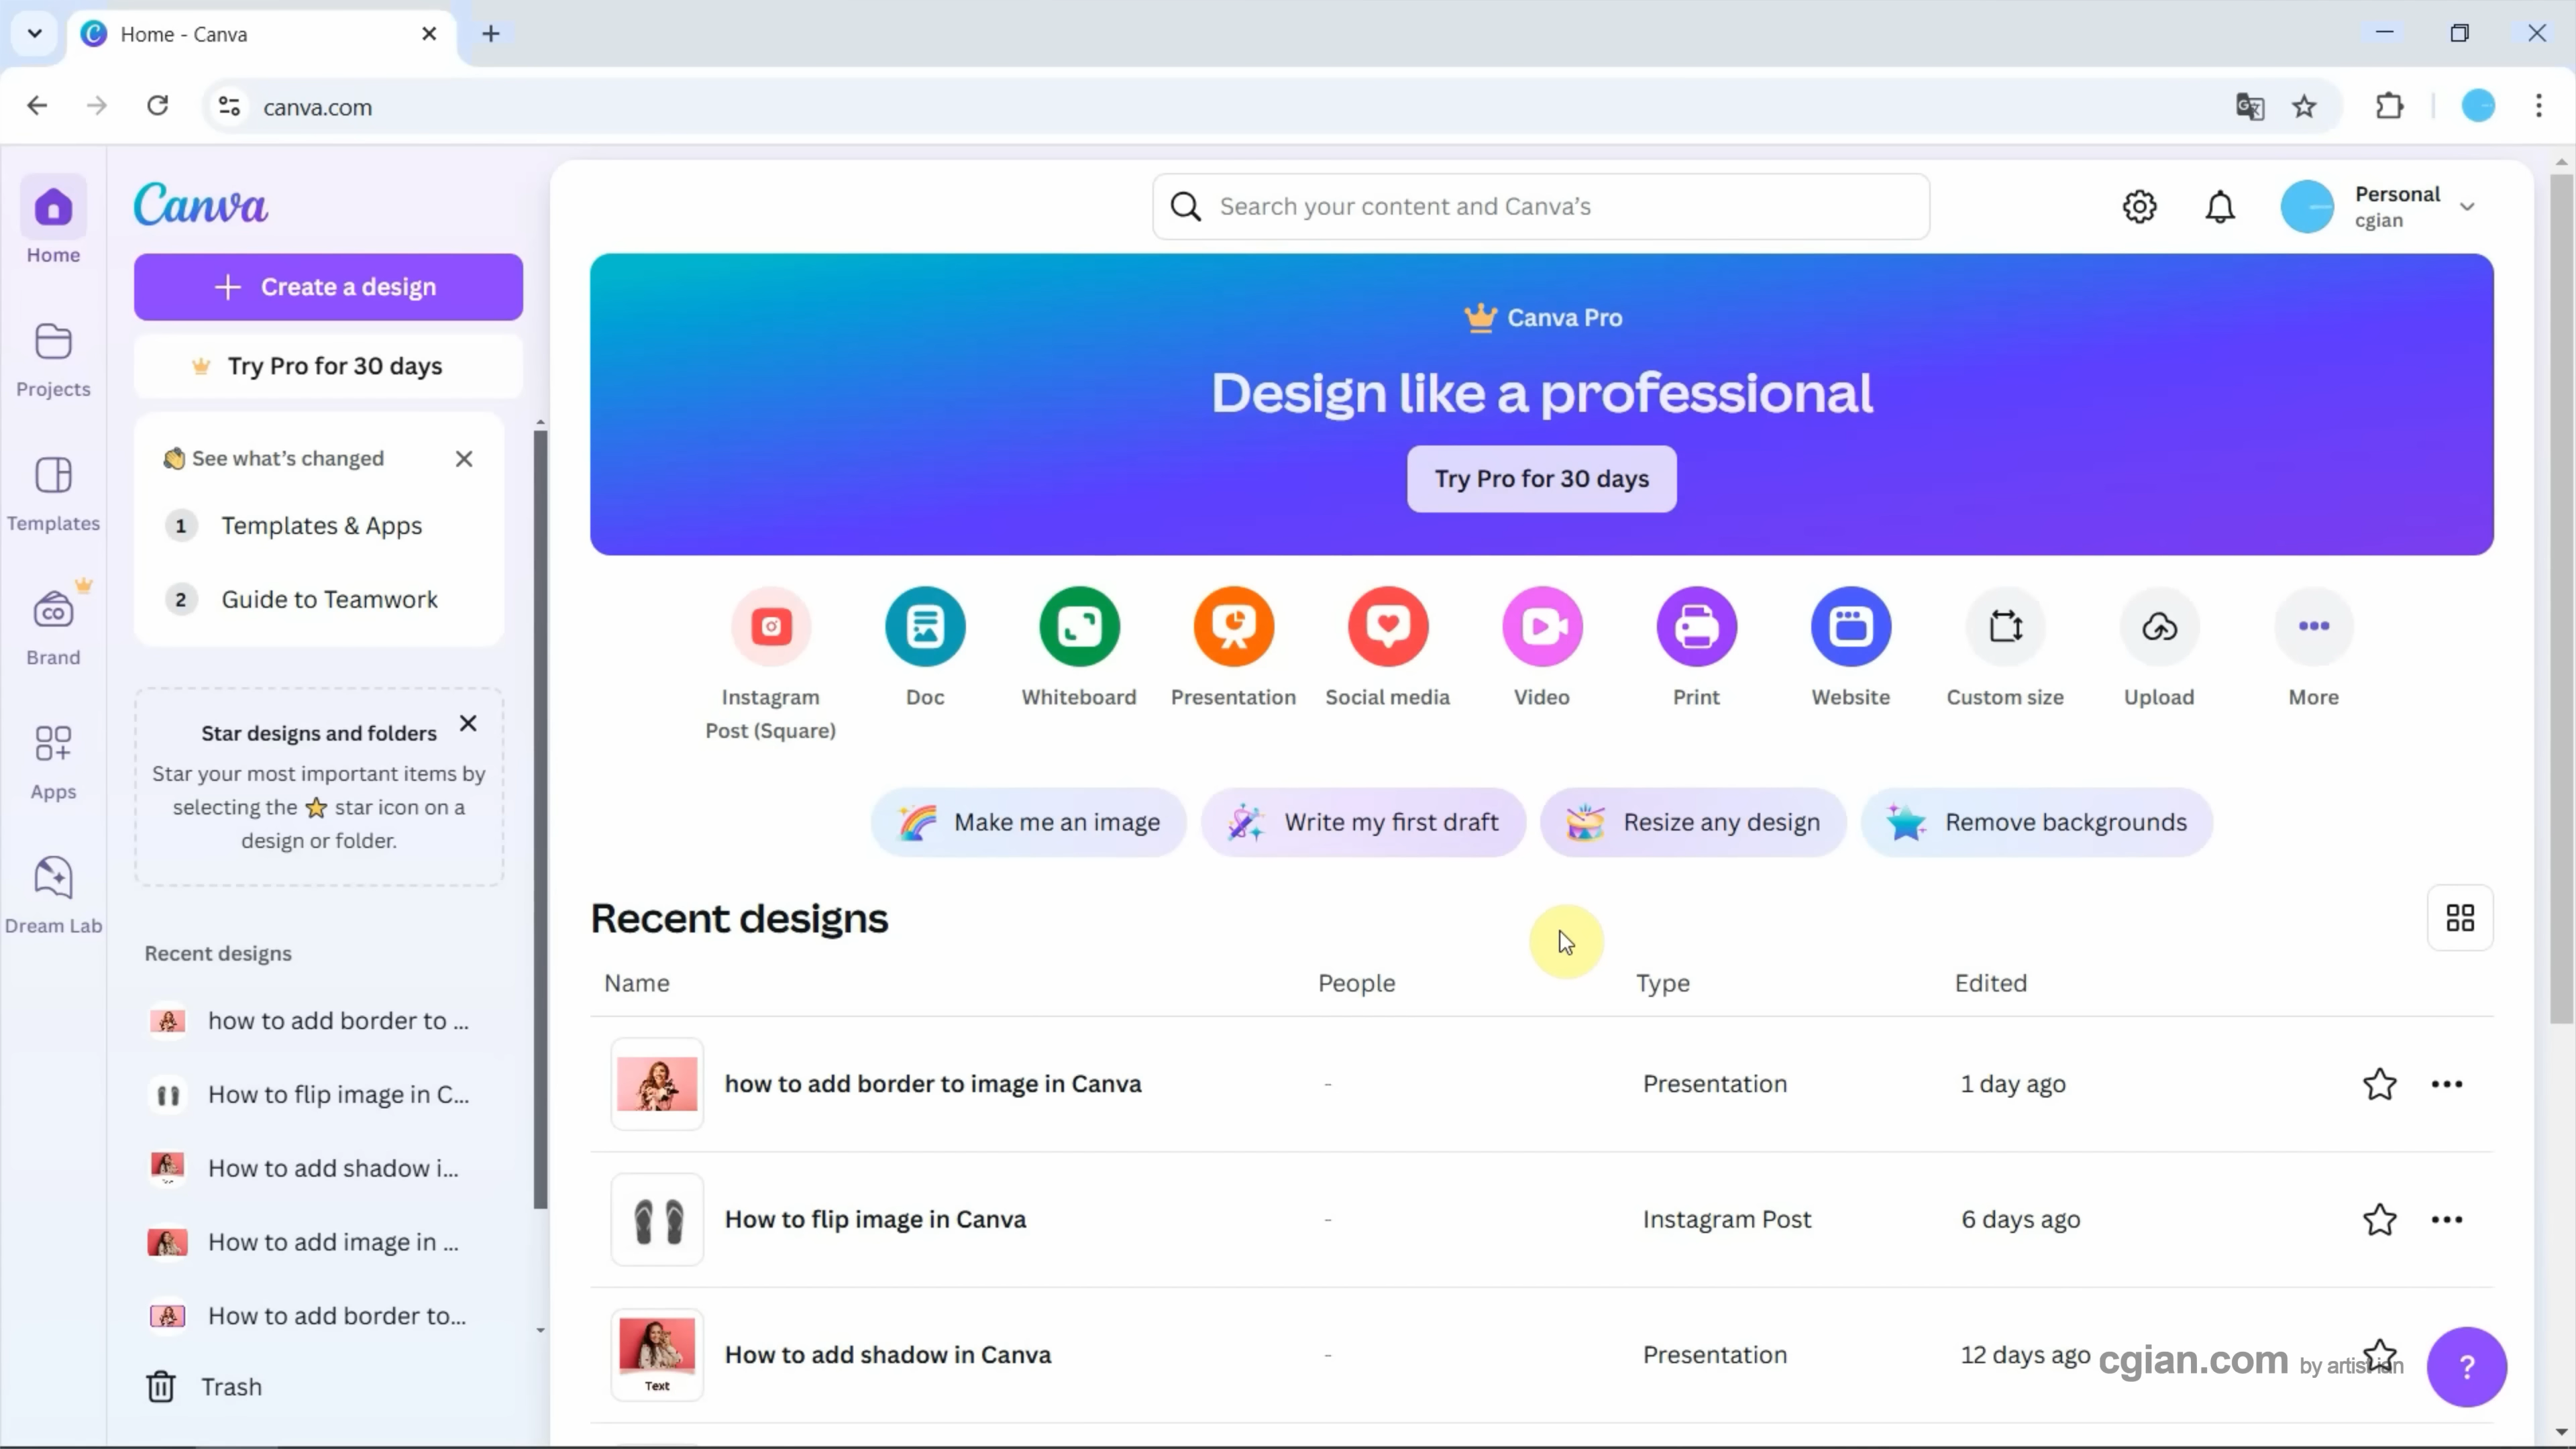 Home - Canva
canva.com
Home
Projects
Templates
CO
Brand
Apps
Dream Lab
Canva
Create a design
Try Pro for 30 days
See what's changed
1 Templates & Apps
2 Guide to Teamwork
Star designs and folders
Star your most important items by
selecting the star icon on a
design or folder.
Recent designs
how to add border to ...
How to flip image in C...
How to add shadow i...
How to add image in ...
How to add border to...
Trash
Search your content and Canva's
Personal
cgian
Canva Pro
Design like a professional
Try Pro for 30 days
Instagram
Post (Square)
Doc
Whiteboard
Presentation
Social media
Video
Print
Website
Custom size
Upload
More
Make me an image
Write my first draft
Resize any design
Remove backgrounds
Recent designs
Name People Type Edited
how to add border to image in Canva - Presentation 1 day ago
How to flip image in Canva - Instagram Post 6 days ago
How to add shadow in Canva - Presentation 12 days ago
Text
cgian.com by artist ian
?